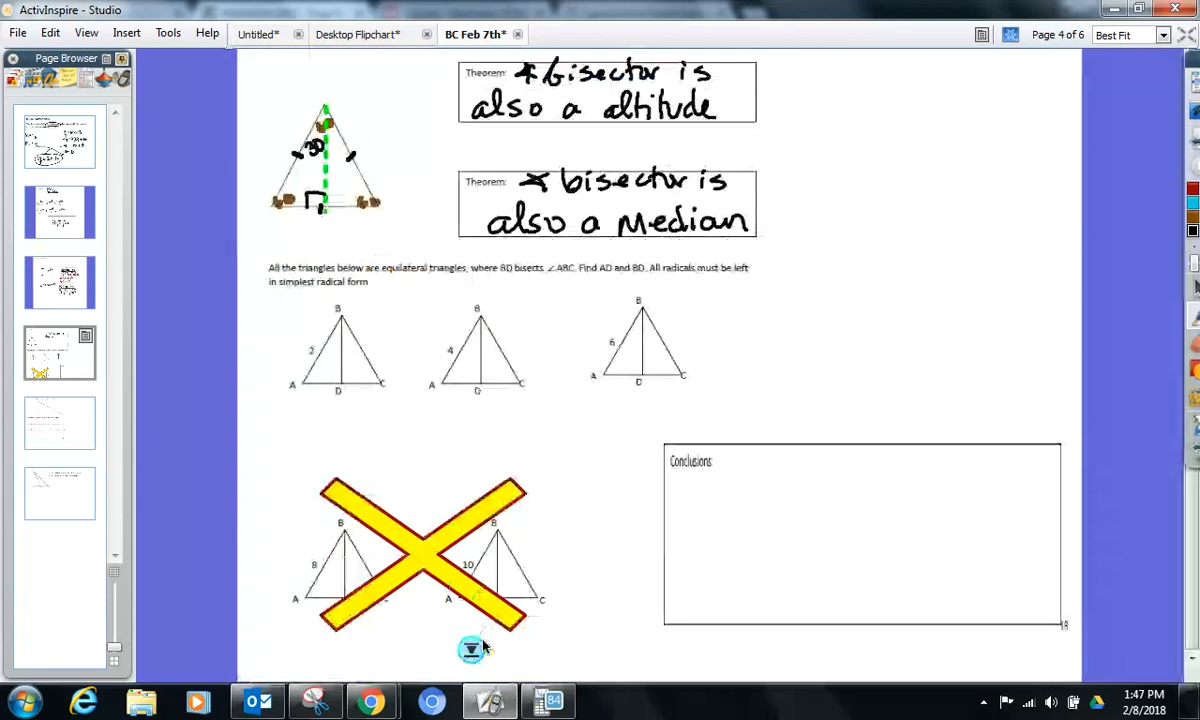 ActivInspire - Studio
File Edit View Insert Tools Help
Untitled*
Desktop Flipchart*
BC Feb 7th*
Page 4 of 6
Best Fit
Page Browser
Theorem: ∡ bisector is
also a altitude
30
Theorem: ∡ bisector is
also a Median
All the triangles below are equilateral triangles, where BD bisects ∠ABC. Find AD and BD. All radicals must be left
in simplest radical form
B B B
2 4 6
A D C A D C A D C
Conclusions:
B B
8 10
A A C
19
84
1:47 PM
2/8/2018